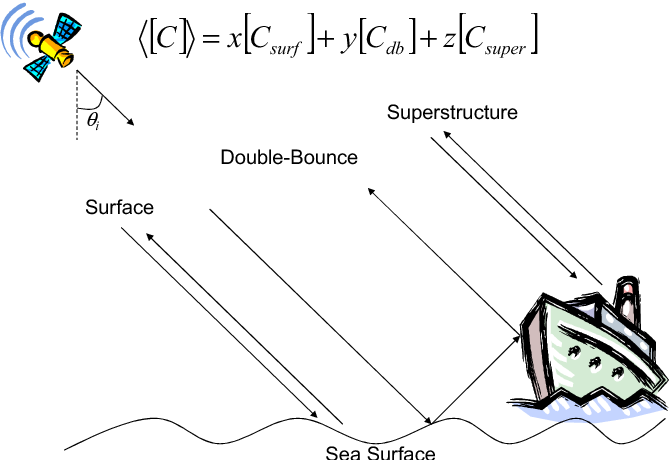 ⟨[C]⟩ = x[C_surf] + y[C_db] + z[C_super]
θ_i
Superstructure
Double-Bounce
Surface
Sea Surface